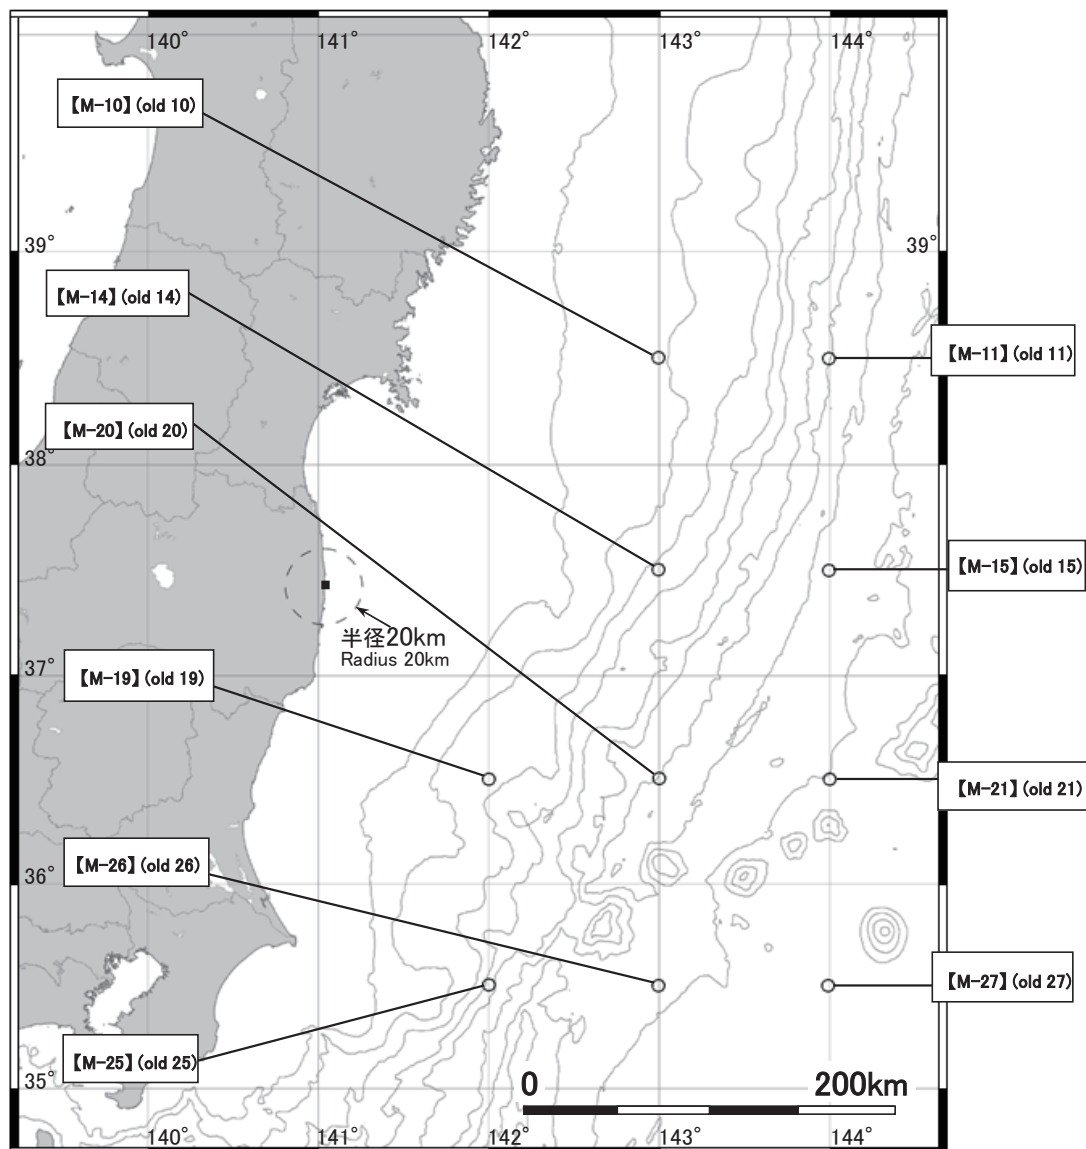 140°
141°
142°
143°
144°
【M-10】(old 10)
39°
39°
【M-14】(old 14)
【M-11】(old 11)
【M-20】(old 20)
38°
【M-15】(old 15)
半径20km
Radius 20km
37°
【M-19】(old 19)
【M-21】(old 21)
【M-26】(old 26)
36°
【M-27】(old 27)
【M-25】(old 25)
35°
0
200km
140°
141°
142°
143°
144°